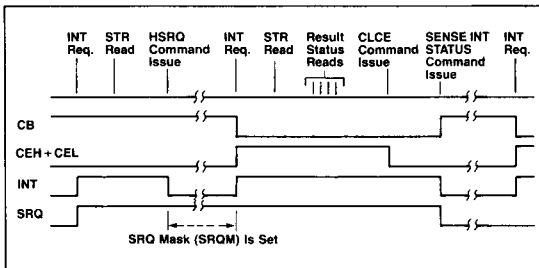 INT Req.
STR Read
HSRQ Command Issue
INT Req.
STR Read
Result Status Reads
CLCE Command Issue
SENSE INT STATUS Command Issue
INT Req.
CB
CEH + CEL
INT
SRQ
SRQ Mask (SRQM) Is Set